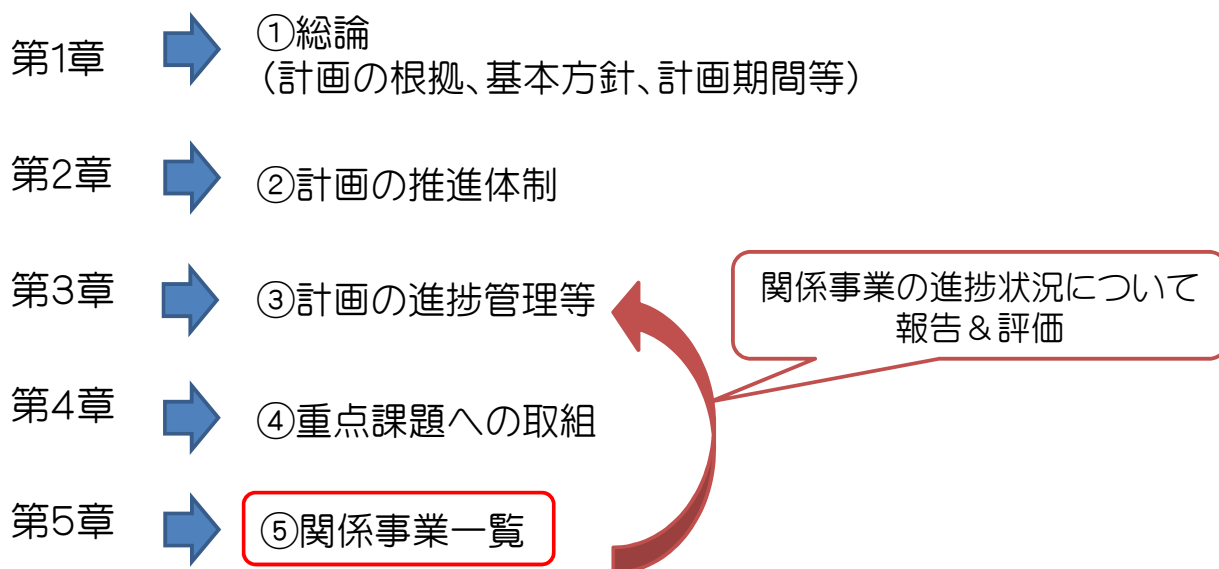 第1章
①総論
（計画の根拠、基本方針、計画期間等）
第2章
②計画の推進体制
第3章
③計画の進捗管理等
関係事業の進捗状況について
報告＆評価
第4章
④重点課題への取組
第5章
⑤関係事業一覧